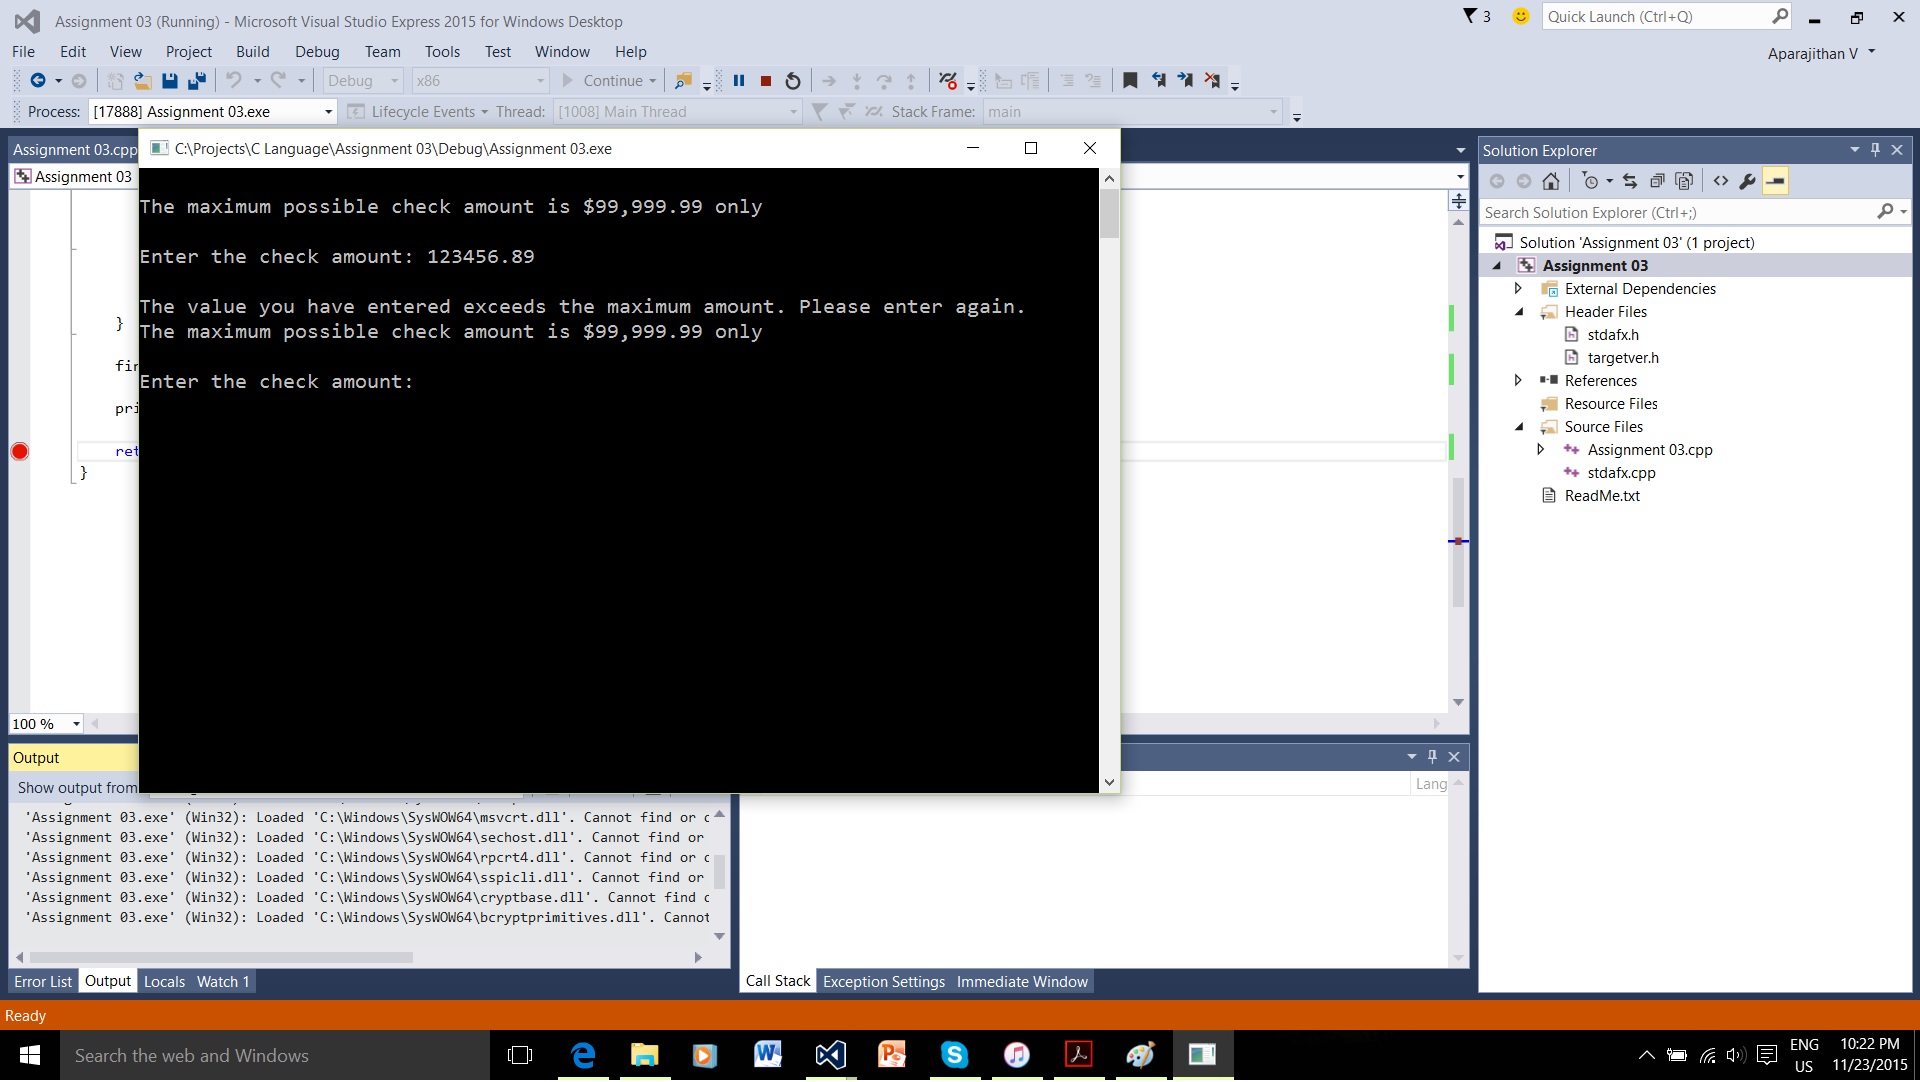 Assignment 03 (Running) - Microsoft Visual Studio Express 2015 for Windows Desktop
3
Quick Launch (Ctrl+Q)
File Edit View Project Build Debug Team Tools Test Window Help
Aparajithan V
Debug x86 Continue
Process: [17888] Assignment 03.exe Lifecycle Events Thread: [1008] Main Thread Stack Frame: main
Assignment 03.cpp
Assignment 03
C:\Projects\C Language\Assignment 03\Debug\Assignment 03.exe
The maximum possible check amount is $99,999.99 only
Enter the check amount: 123456.89
The value you have entered exceeds the maximum amount. Please enter again.
The maximum possible check amount is $99,999.99 only
Enter the check amount:
}
}
100 %
Output
Show output from
'Assignment 03.exe' (Win32): Loaded 'C:\Windows\SysWOW64\msvcrt.dll'. Cannot find or
'Assignment 03.exe' (Win32): Loaded 'C:\Windows\SysWOW64\sechost.dll'. Cannot find or
'Assignment 03.exe' (Win32): Loaded 'C:\Windows\SysWOW64\rpcrt4.dll'. Cannot find or
'Assignment 03.exe' (Win32): Loaded 'C:\Windows\SysWOW64\sspicli.dll'. Cannot find or
'Assignment 03.exe' (Win32): Loaded 'C:\Windows\SysWOW64\cryptbase.dll'. Cannot find
'Assignment 03.exe' (Win32): Loaded 'C:\Windows\SysWOW64\bcryptprimitives.dll'. Cannot
Error List Output Locals Watch 1
Lang
Call Stack Exception Settings Immediate Window
Solution Explorer
Search Solution Explorer (Ctrl+;)
Solution 'Assignment 03' (1 project)
Assignment 03
External Dependencies
Header Files
stdafx.h
targetver.h
References
Resource Files
Source Files
Assignment 03.cpp
stdafx.cpp
ReadMe.txt
Ready
Search the web and Windows
ENG
US
10:22 PM
11/23/2015